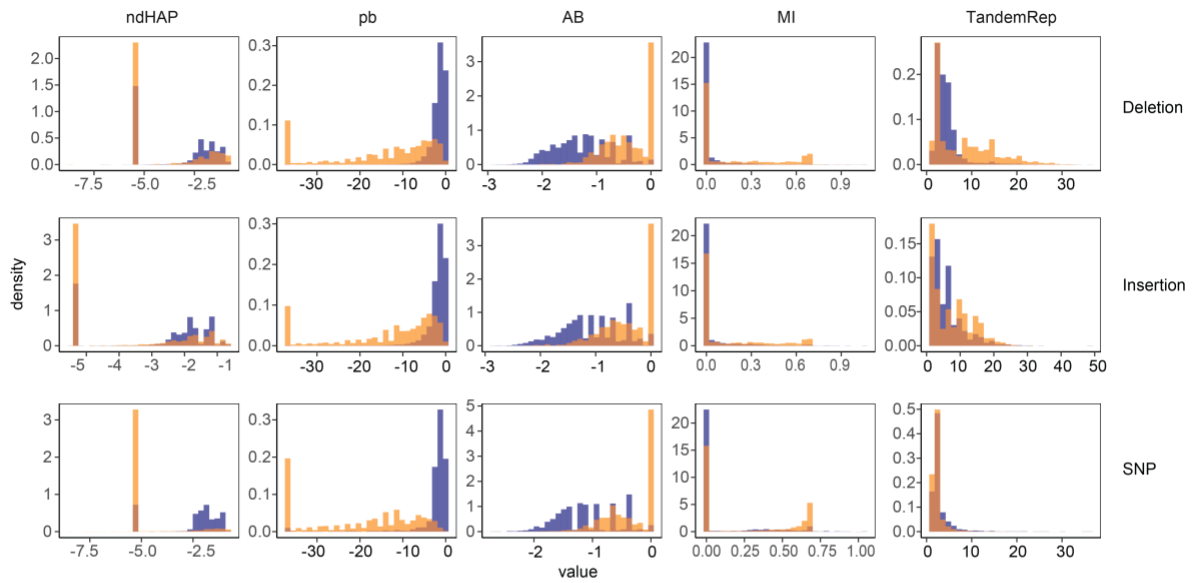 ndHAP pb AB MI TandemRep
2.0 1.5 1.0 0.5 0.0
-7.5 -5.0 -2.5
0.3 0.2 0.1 0.0
-30 -20 -10 0
3 2 1 0
-3 -2 -1 0
20 15 10 5 0
0.0 0.3 0.6 0.9
0.2 0.1 0.0
0 10 20 30
Deletion
density
3 2 1 0
-5 -4 -3 -2 -1
0.3 0.2 0.1 0.0
-30 -20 -10 0
3 2 1 0
-3 -2 -1 0
20 15 10 5 0
0.0 0.3 0.6 0.9
0.15 0.10 0.05 0.00
0 10 20 30 40 50
Insertion
3 2 1 0
-7.5 -5.0 -2.5
0.3 0.2 0.1 0.0
-30 -20 -10 0
5 4 3 2 1 0
-2 -1 0
20 15 10 5 0
0.00 0.25 0.50 0.75 1.00
0.5 0.4 0.3 0.2 0.1 0.0
0 10 20 30
SNP
value